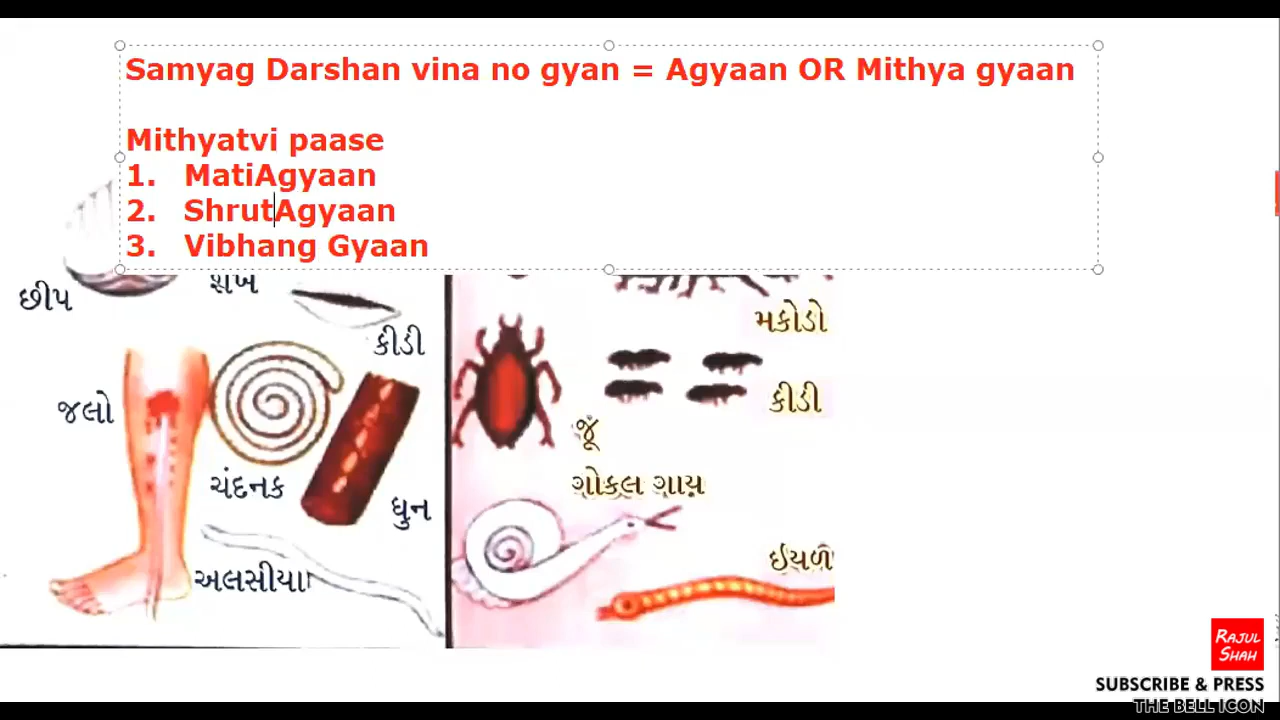 Samyag Darshan vina no gyan = Agyaan OR Mithya gyaan
Mithyatvi paase
1. MatiAgyaan
2. ShrutAgyaan
3. Vibhang Gyaan
છીપ
શંખ
કીડી
જલો
ચંદનક
ધુન
અલસીયા
મકોડો
કીડી
જૂં
ગોકલ ગાય
ઈયળ
RAJUL
SHAH
SUBSCRIBE & PRESS
THE BELL ICON